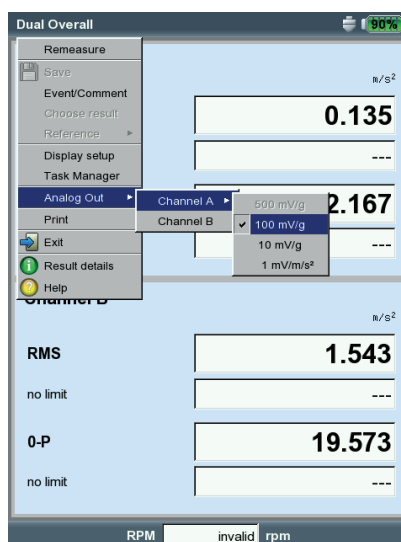 Dual Overall
90%
Remeasure
Save
Event/Comment
Choose result
Reference
Display setup
Task Manager
Analog Out
Print
Exit
Result details
Help
Channel A
Channel B
500 mV/g
100 mV/g
10 mV/g
1 mV/m/s²
m/s²
0.135
---
2.167
---
Channel B
m/s²
RMS 1.543
no limit ---
0-P 19.573
no limit ---
RPM invalid rpm